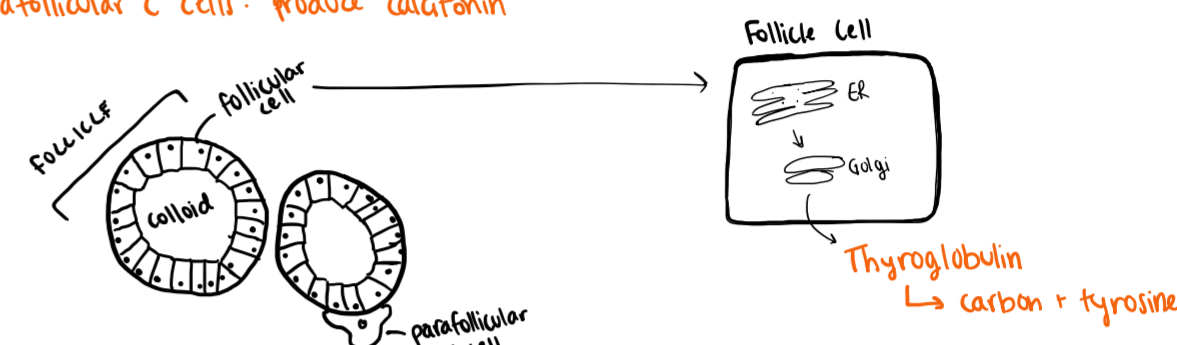 afollicular C cells: produce calcitonin
Follicle Cell
FOLLICLE
follicular
cell
ER
Golgi
colloid
Thyroglobulin
↳ carbon + tyrosine
parafollicular
cell